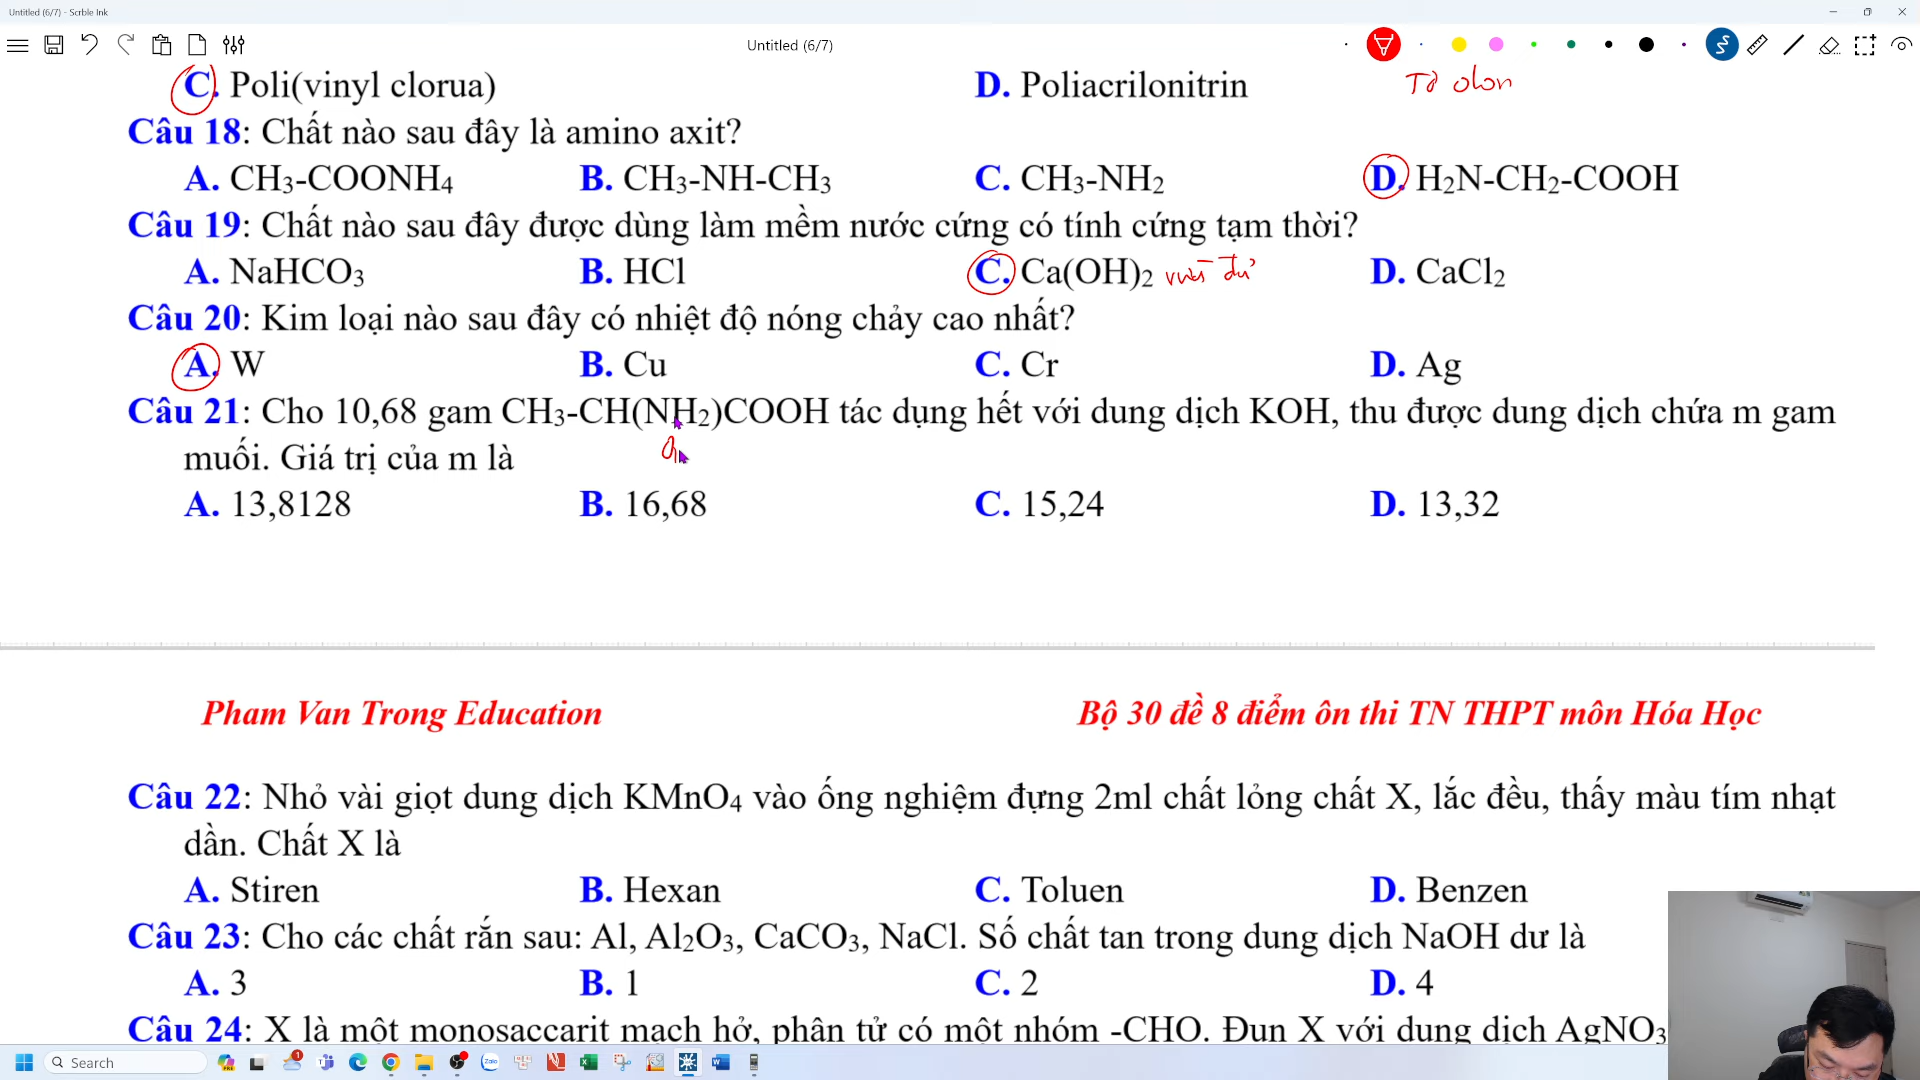 Untitled (6/7) - Scrble Ink
Untitled (6/7)
C. Poli(vinyl clorua) D. Poliacrilonitrin Tơ olon
Câu 18: Chất nào sau đây là amino axit?
A. CH3-COONH4 B. CH3-NH-CH3 C. CH3-NH2 D. H2N-CH2-COOH
Câu 19: Chất nào sau đây được dùng làm mềm nước cứng có tính cứng tạm thời?
A. NaHCO3 B. HCl C. Ca(OH)2 vừa đủ D. CaCl2
Câu 20: Kim loại nào sau đây có nhiệt độ nóng chảy cao nhất?
A. W B. Cu C. Cr D. Ag
Câu 21: Cho 10,68 gam CH3-CH(NH2)COOH tác dụng hết với dung dịch KOH, thu được dung dịch chứa m gam
muối. Giá trị của m là
A. 13,8128 B. 16,68 C. 15,24 D. 13,32
Pham Van Trong Education Bộ 30 đề 8 điểm ôn thi TN THPT môn Hóa Học
Câu 22: Nhỏ vài giọt dung dịch KMnO4 vào ống nghiệm đựng 2ml chất lỏng chất X, lắc đều, thấy màu tím nhạt
dần. Chất X là
A. Stiren B. Hexan C. Toluen D. Benzen
Câu 23: Cho các chất rắn sau: Al, Al2O3, CaCO3, NaCl. Số chất tan trong dung dịch NaOH dư là
A. 3 B. 1 C. 2 D. 4
Câu 24: X là một monosaccarit mạch hở, phân tử có một nhóm -CHO. Đun X với dung dịch AgNO3
Search